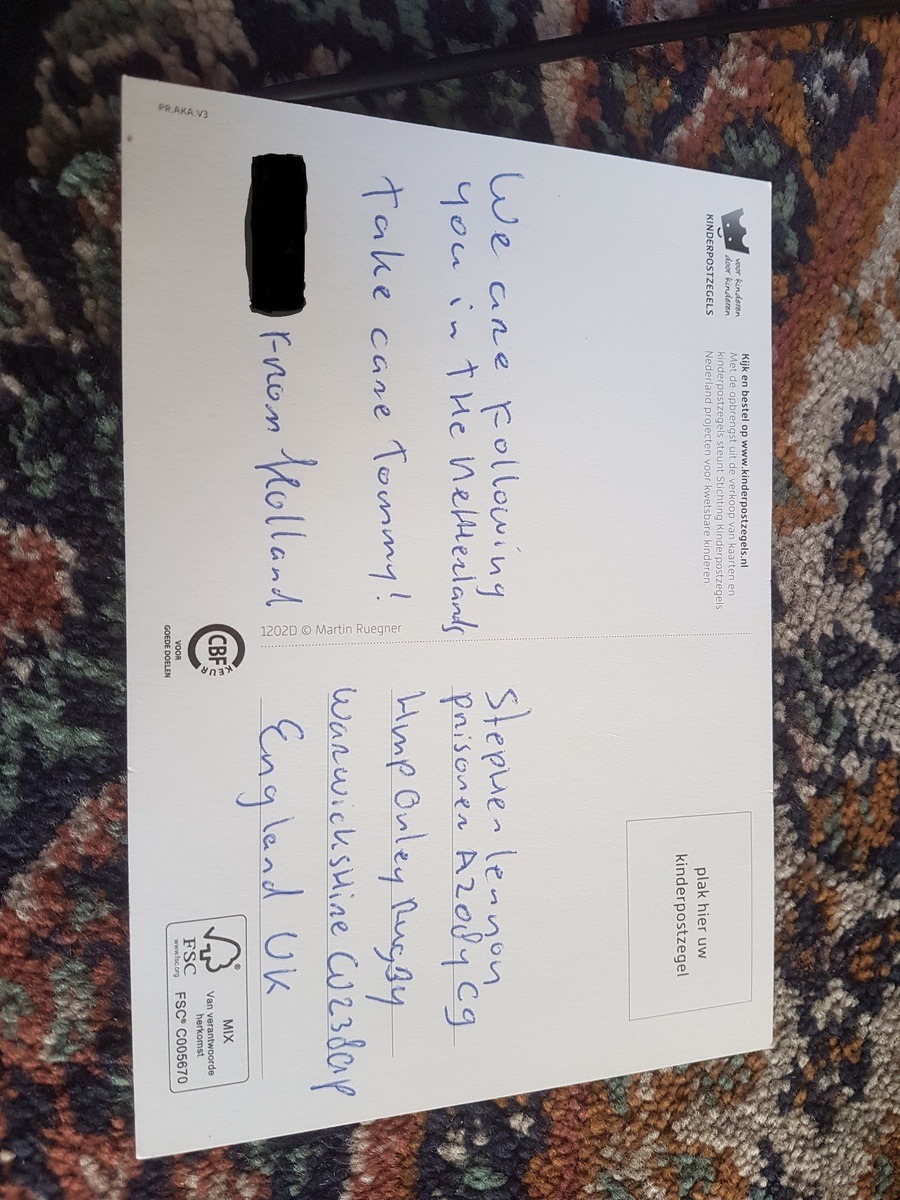 voor kinderen
door kinderen
KINDERPOSTZEGELS
Kijk en bestel op www.kinderpostzegels.nl
Met de opbrengst uit de verkoop van kaarten en
kinderpostzegels steunt Stichting Kinderpostzegels
Nederland projecten voor kwetsbare kinderen.
We are Following
you in tHe NetHerlands
Take care Tommy!
From Holland
PR.AKA.V3
1202D © Martin Ruegner
CBF
KEUR
VOOR
GOEDE DOELEN
plak hier uw
kinderpostzegel
StepHen lennon
prisoner
Hmp Onley Rugby
WarwicksHire CV23 8ap
England UK
FSC®
www.fsc.org
MIX
Van verantwoorde
herkomst
FSC® C005670